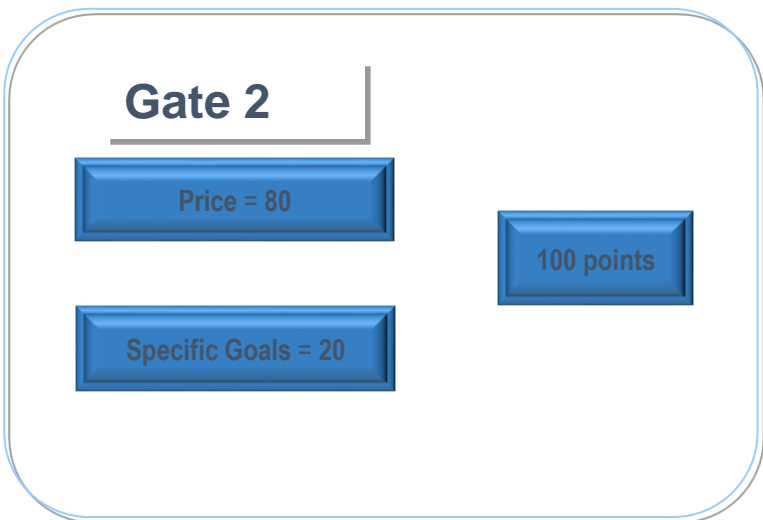 Gate 2
Price = 80
100 points
Specific Goals = 20